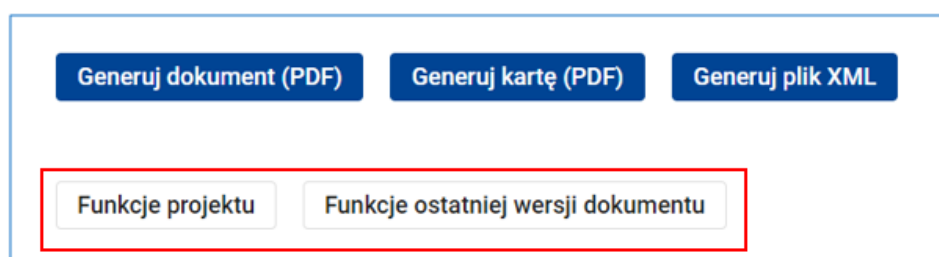 Generuj dokument (PDF) Generuj kartę (PDF) Generuj plik XML
Funkcje projektu Funkcje ostatniej wersji dokumentu